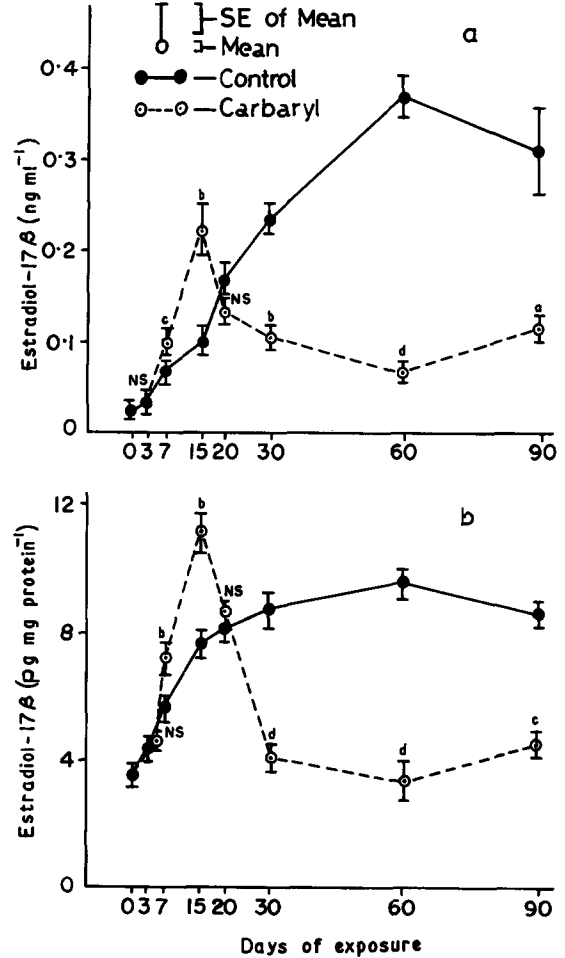 SE of Mean
Mean
Control
Carbaryl
a
Estradiol-17β (ng ml⁻¹)
0·4
0·3
0·2
0·1
0
NS
c
b
NS
b
d
a
0 3 7 15 20 30 60 90
b
Estradiol-17β (pg mg protein⁻¹)
12
8
4
0
NS
b
b
NS
d
d
c
0 3 7 15 20 30 60 90
Days of exposure